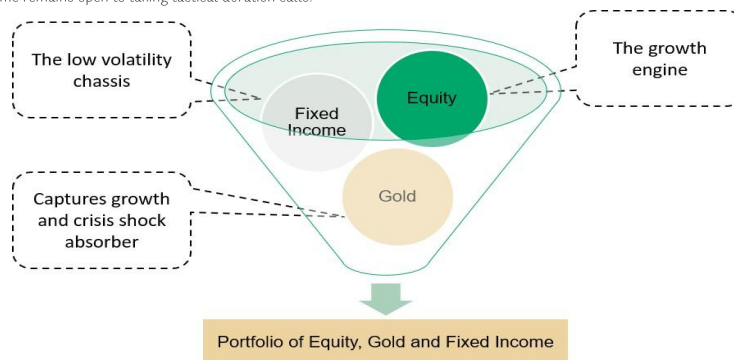 The low volatility
chassis
The growth
engine
Equity
Fixed
Income
Gold
Captures growth
and crisis shock
absorber
Portfolio of Equity, Gold and Fixed Income